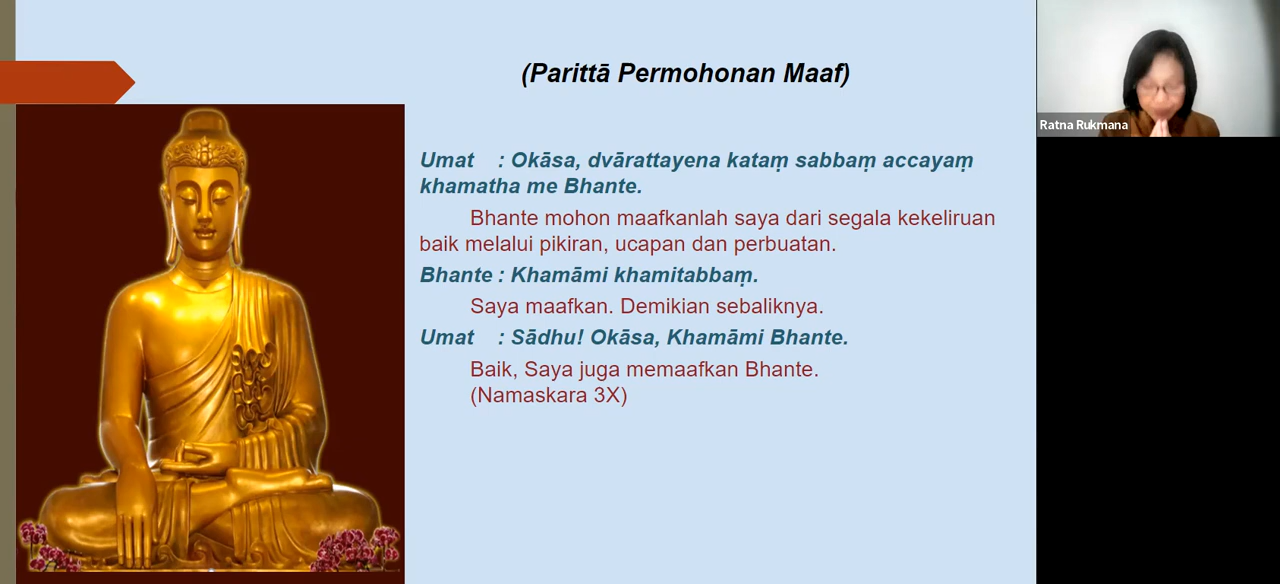 (Parittā Permohonan Maaf)
Umat : Okāsa, dvārattayena kataṃ sabbaṃ accayaṃ
khamatha me Bhante.
Bhante mohon maafkanlah saya dari segala kekeliruan
baik melalui pikiran, ucapan dan perbuatan.
Bhante : Khamāmi khamitabbaṃ.
Saya maafkan. Demikian sebaliknya.
Umat : Sādhu! Okāsa, Khamāmi Bhante.
Baik, Saya juga memaafkan Bhante.
(Namaskara 3X)
Ratna Rukmana